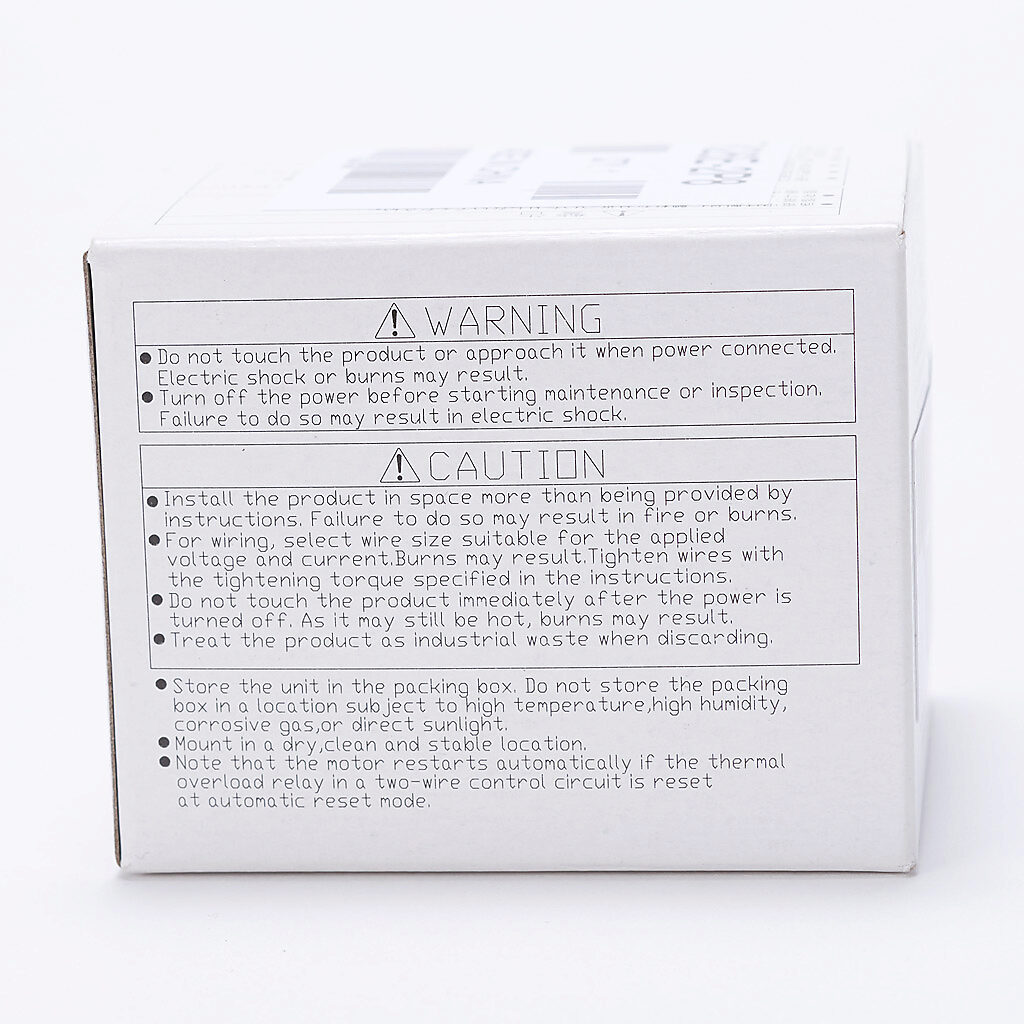 ⚠ WARNING
● Do not touch the product or approach it when power connected.
Electric shock or burns may result.
● Turn off the power before starting maintenance or inspection.
Failure to do so may result in electric shock.
⚠ CAUTION
● Install the product in space more than being provided by
instructions. Failure to do so may result in fire or burns.
● For wiring, select wire size suitable for the applied
voltage and current.Burns may result.Tighten wires with
the tightening torque specified in the instructions.
● Do not touch the product immediately after the power is
turned off. As it may still be hot, burns may result.
● Treat the product as industrial waste when discarding.
● Store the unit in the packing box. Do not store the packing
box in a location subject to high temperature,high humidity,
corrosive gas,or direct sunlight.
● Mount in a dry,clean and stable location.
● Note that the motor restarts automatically if the thermal
overload relay in a two-wire control circuit is reset
at automatic reset mode.